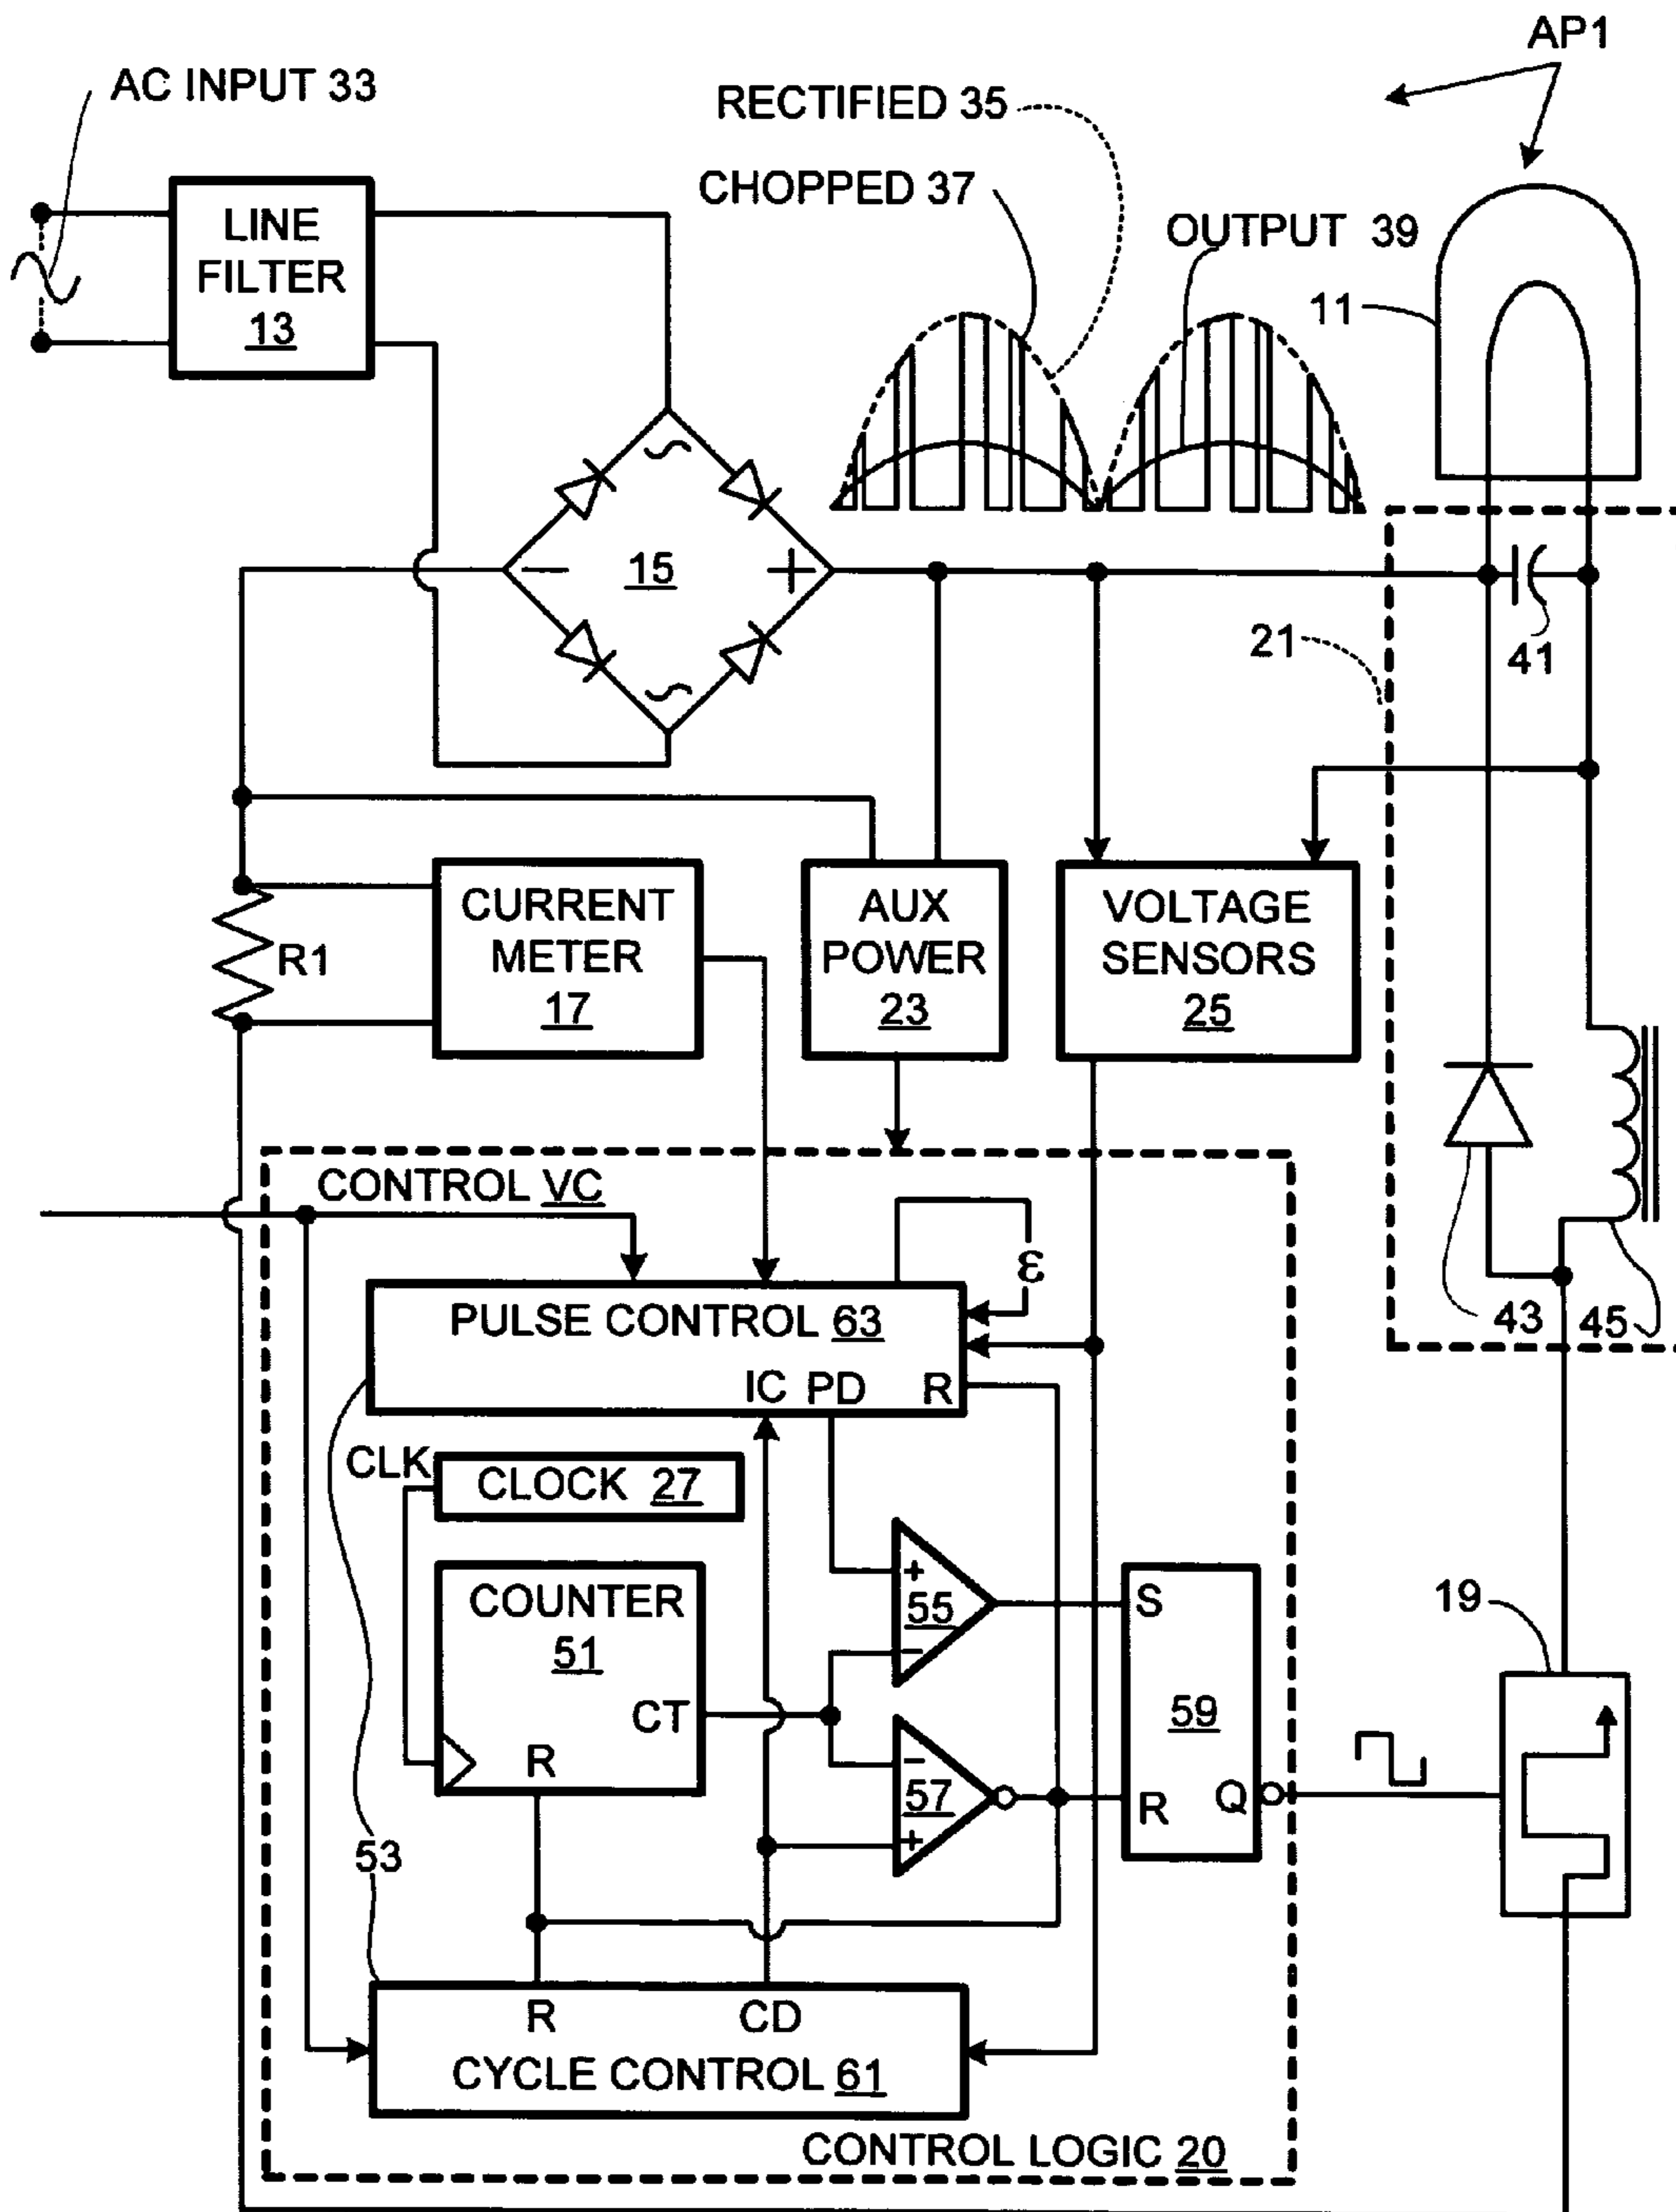 AP1
AC INPUT 33
RECTIFIED 35
CHOPPED 37
OUTPUT 39
LINE
FILTER
13
11
15
+
−
21
41
R1
CURRENT
METER
17
AUX
POWER
23
VOLTAGE
SENSORS
25
CONTROL VC
ε
PULSE CONTROL 63
IC PD R
43
45
CLK
CLOCK 27
COUNTER
51
CT
R
+
55
−
−
57
+
S
59
R
Q
19
53
R
CD
CYCLE CONTROL 61
CONTROL LOGIC 20